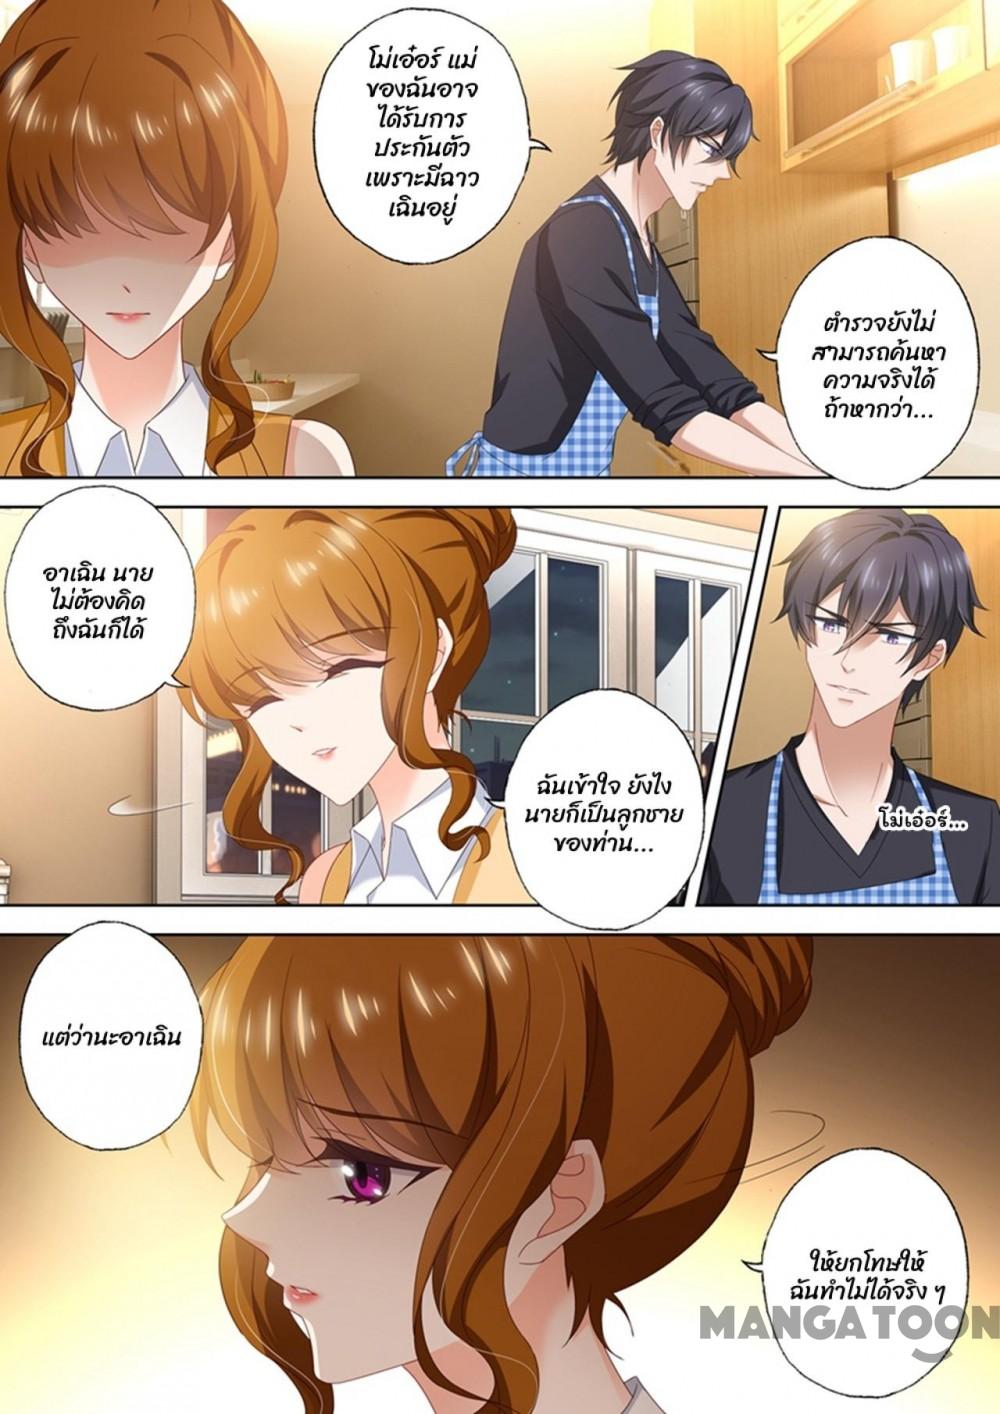 โม่เอ๋อร์ แม่
ของฉันอาจ
ได้รับการ
ประกันตัว
เพราะมีฉาว
เฉินอยู่
ตำรวจยังไม่
สามารถค้นหา
ความจริงได้
ถ้าหากว่า...
อาเฉิน นาย
ไม่ต้องคิด
ถึงฉันก็ได้
ฉันเข้าใจ ยังไง
นายก็เป็นลูกชาย
ของท่าน...
โม่เอ๋อร์...
แต่ว่านะอาเฉิน
ให้ยกโทษให้
ฉันทำไม่ได้จริง ๆ
MANGATOON